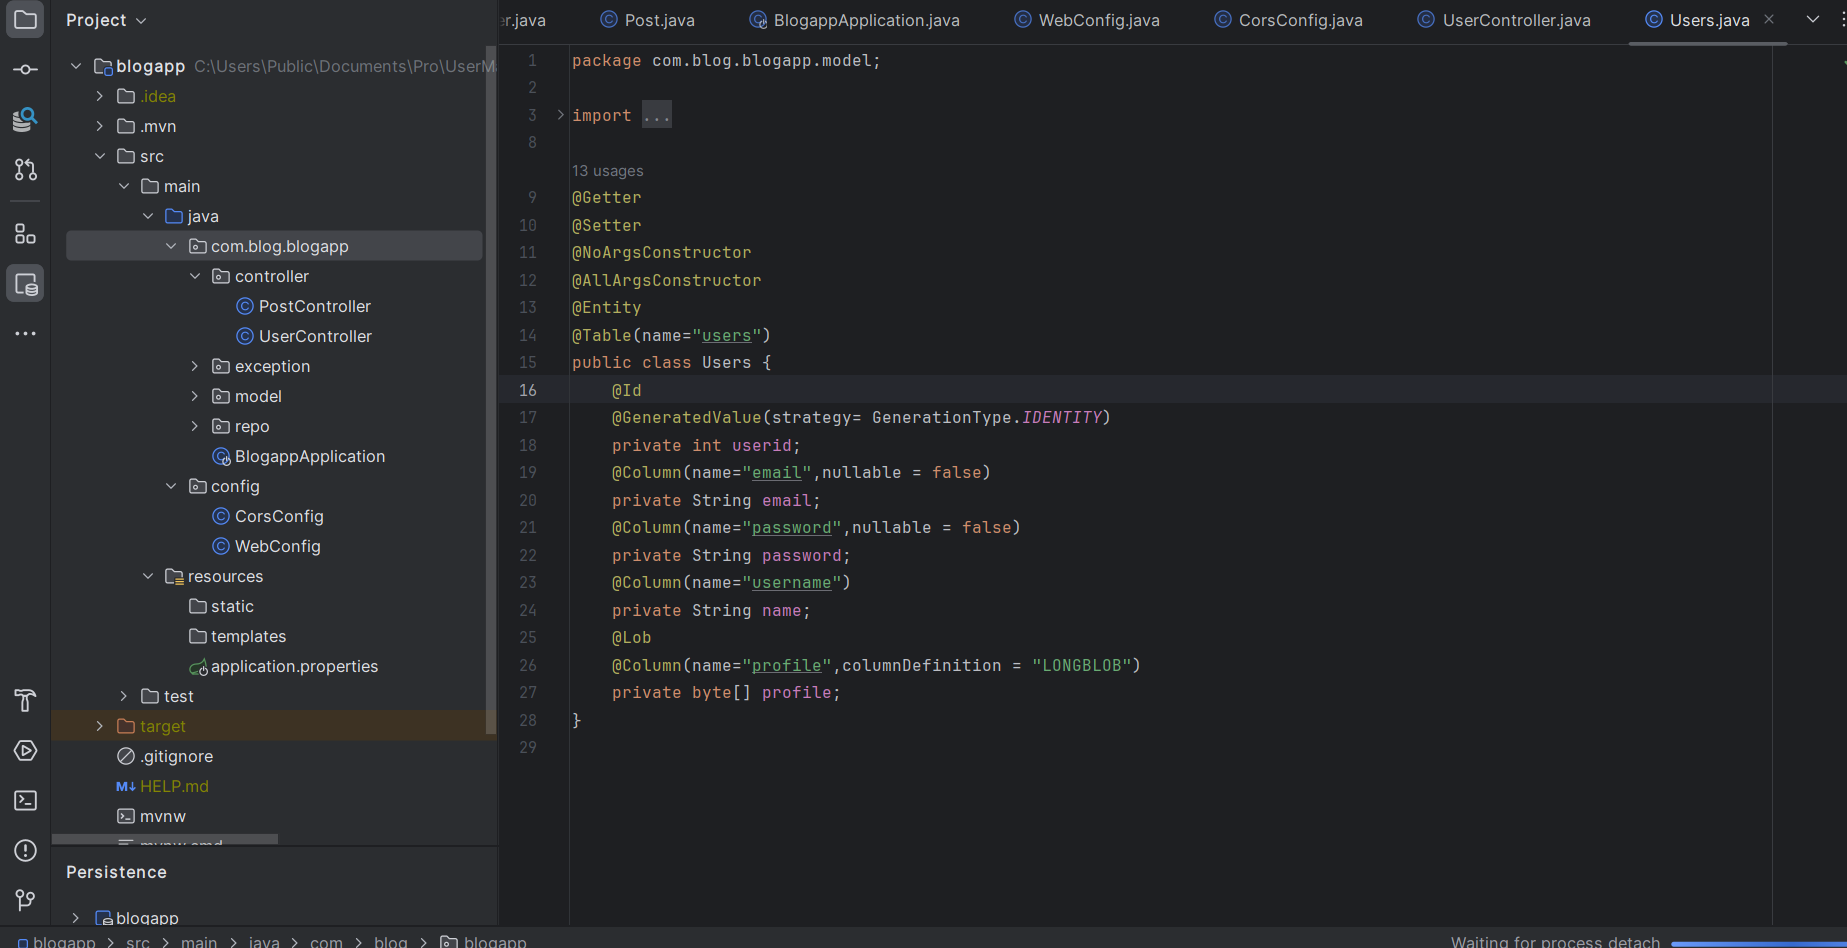 Project
er.java
Post.java
BlogappApplication.java
WebConfig.java
CorsConfig.java
UserController.java
Users.java
blogapp C:\Users\Public\Documents\Pro\UserM
.idea
.mvn
src
main
java
com.blog.blogapp
controller
PostController
UserController
exception
model
repo
BlogappApplication
config
CorsConfig
WebConfig
resources
static
templates
application.properties
test
target
.gitignore
M↓ HELP.md
mvnw
mvnw.cmd
Persistence
blogapp
1 package com.blog.blogapp.model;
2
3 import ...
8
13 usages
9 @Getter
10 @Setter
11 @NoArgsConstructor
12 @AllArgsConstructor
13 @Entity
14 @Table(name="users")
15 public class Users {
16 @Id
17 @GeneratedValue(strategy= GenerationType.IDENTITY)
18 private int userid;
19 @Column(name="email",nullable = false)
20 private String email;
21 @Column(name="password",nullable = false)
22 private String password;
23 @Column(name="username")
24 private String name;
25 @Lob
26 @Column(name="profile",columnDefinition = "LONGBLOB")
27 private byte[] profile;
28 }
29
blogapp > src > main > java > com > blog > blogapp
Waiting for process detach